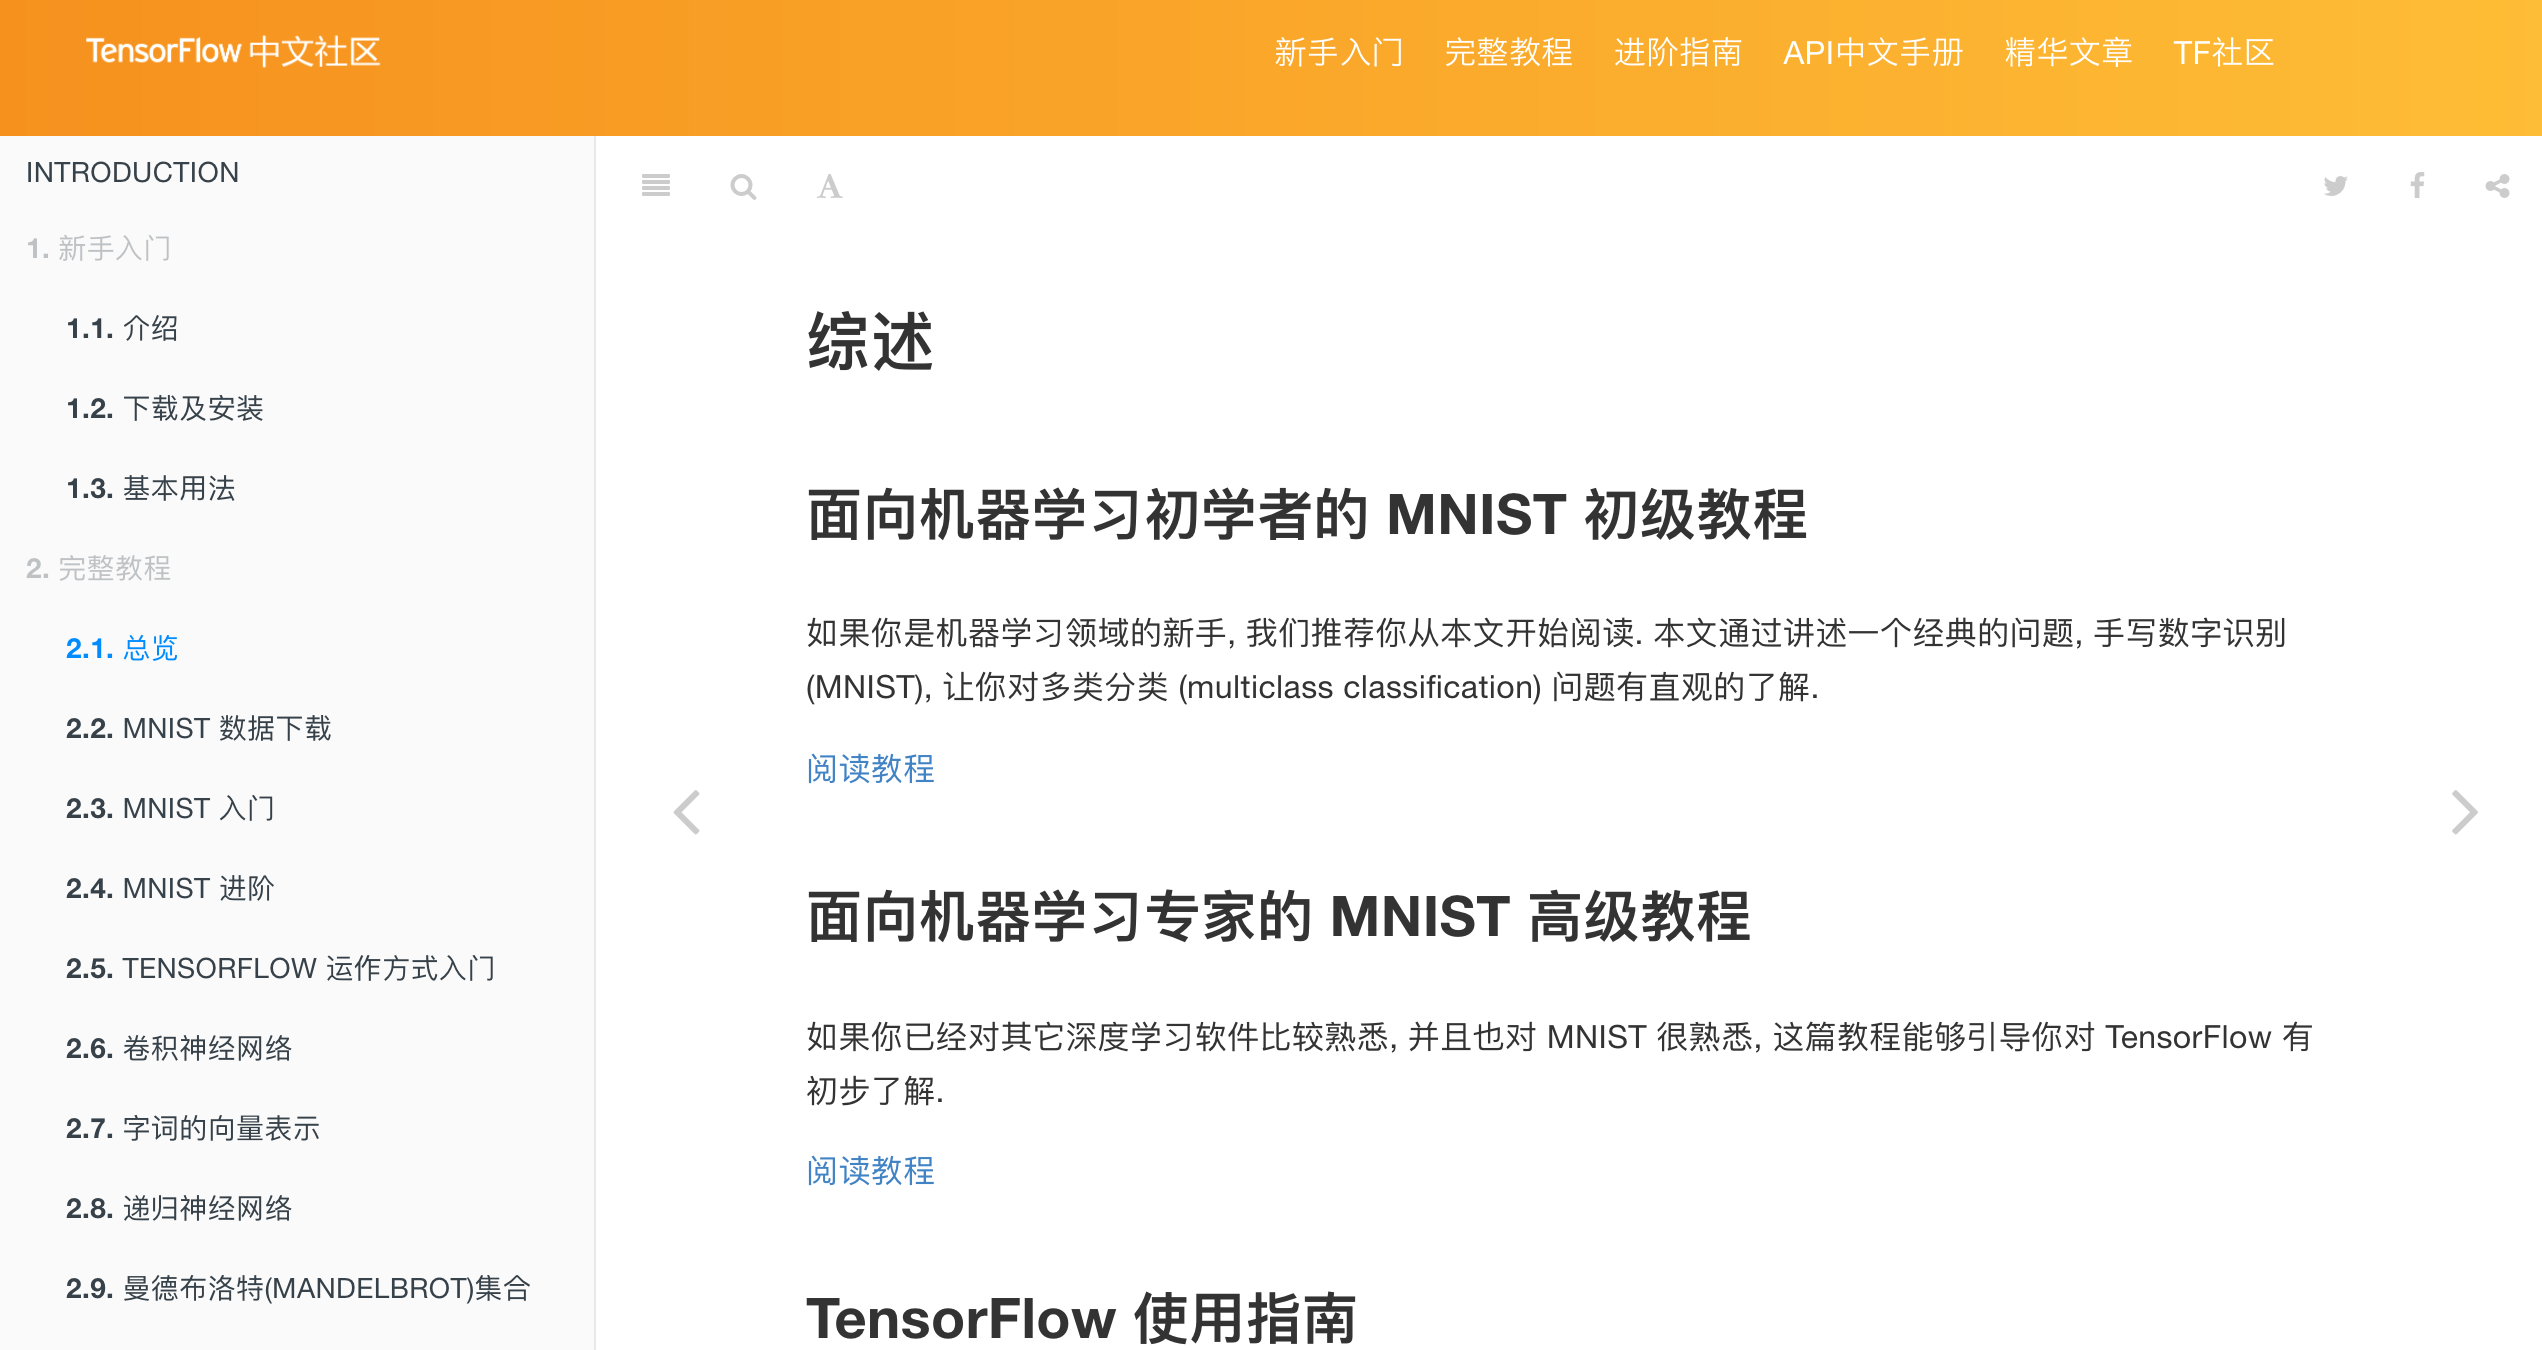 TensorFlow 中文社区
新手入门 完整教程 进阶指南 API中文手册 精华文章 TF社区
INTRODUCTION
1. 新手入门
1.1. 介绍
1.2. 下载及安装
1.3. 基本用法
2. 完整教程
2.1. 总览
2.2. MNIST 数据下载
2.3. MNIST 入门
2.4. MNIST 进阶
2.5. TENSORFLOW 运作方式入门
2.6. 卷积神经网络
2.7. 字词的向量表示
2.8. 递归神经网络
2.9. 曼德布洛特(MANDELBROT)集合
A
综述
面向机器学习初学者的 MNIST 初级教程
如果你是机器学习领域的新手, 我们推荐你从本文开始阅读. 本文通过讲述一个经典的问题, 手写数字识别
(MNIST), 让你对多类分类 (multiclass classification) 问题有直观的了解.
阅读教程
面向机器学习专家的 MNIST 高级教程
如果你已经对其它深度学习软件比较熟悉, 并且也对 MNIST 很熟悉, 这篇教程能够引导你对 TensorFlow 有
初步了解.
阅读教程
TensorFlow 使用指南